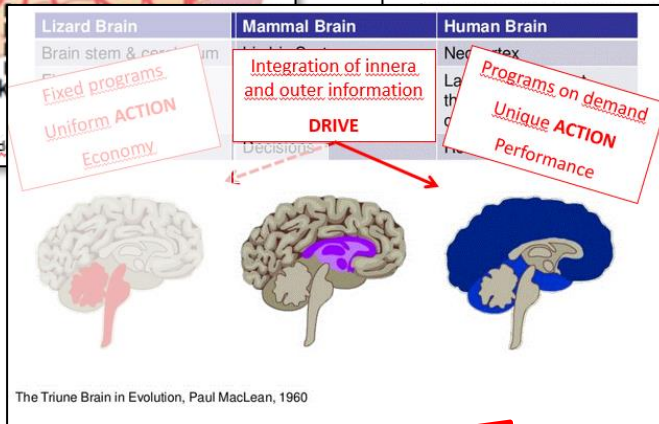 Lizard Brain
Mammal Brain
Human Brain
Brain stem &
Fixed programs
Uniform ACTION
Economy
Integration of innera
and outer information
DRIVE
Decisions
Programs on demand
Unique ACTION
Performance
The Triune Brain in Evolution, Paul MacLean, 1960